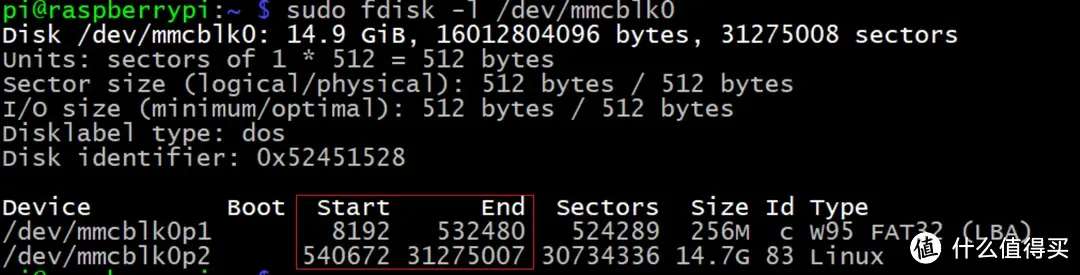 pi@raspberrypi:~ $ sudo fdisk -l /dev/mmcblk0
Disk /dev/mmcblk0: 14.9 GiB, 16012804096 bytes, 31275008 sectors
Units: sectors of 1 * 512 = 512 bytes
Sector size (logical/physical): 512 bytes / 512 bytes
I/O size (minimum/optimal): 512 bytes / 512 bytes
Disklabel type: dos
Disk identifier: 0x52451528
Device Boot Start End Sectors Size Id Type
/dev/mmcblk0p1 8192 532480 524289 256M c W95 FAT32 (LBA)
/dev/mmcblk0p2 540672 31275007 30734336 14.7G 83 Linux
值 什么值得买